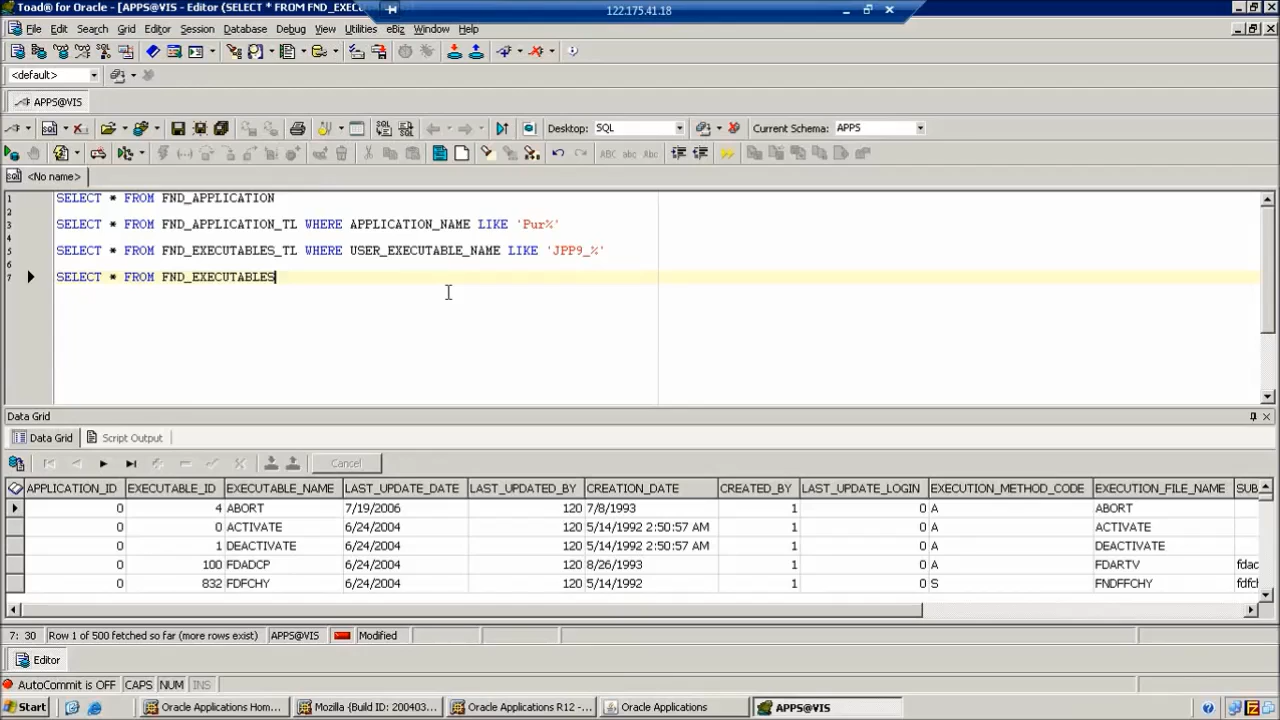 Toad® for Oracle - [APPS@VIS - Editor (SELECT * FROM FND_EXECU
122.175.41.18
File Edit Search Grid Editor Session Database Debug View Utilities eBiz Window Help
<default>
APPS@VIS
Desktop: SQL Current Schema: APPS
<No name>
1 SELECT * FROM FND_APPLICATION
2
3 SELECT * FROM FND_APPLICATION_TL WHERE APPLICATION_NAME LIKE 'Pur%'
4
5 SELECT * FROM FND_EXECUTABLES_TL WHERE USER_EXECUTABLE_NAME LIKE 'JPP9_%'
6
7 SELECT * FROM FND_EXECUTABLES
Data Grid
Data Grid Script Output
Cancel
APPLICATION_ID EXECUTABLE_ID EXECUTABLE_NAME LAST_UPDATE_DATE LAST_UPDATED_BY CREATION_DATE CREATED_BY LAST_UPDATE_LOGIN EXECUTION_METHOD_CODE EXECUTION_FILE_NAME SUB
0 4 ABORT 7/19/2006 120 7/8/1993 1 0 A ABORT
0 0 ACTIVATE 6/24/2004 120 5/14/1992 2:50:57 AM 1 0 A ACTIVATE
0 1 DEACTIVATE 6/24/2004 120 5/14/1992 2:50:57 AM 1 0 A DEACTIVATE
0 100 FDADCP 6/24/2004 120 8/26/1993 1 0 A FDARTV fdac
0 832 FDFCHY 6/24/2004 120 5/14/1992 1 0 S FNDFFCHY fdfch
7: 30 Row 1 of 500 fetched so far (more rows exist) APPS@VIS Modified
Editor
AutoCommit is OFF CAPS NUM INS
Start Oracle Applications Hom... Mozilla {Build ID: 200403... Oracle Applications R12 -... Oracle Applications APPS@VIS